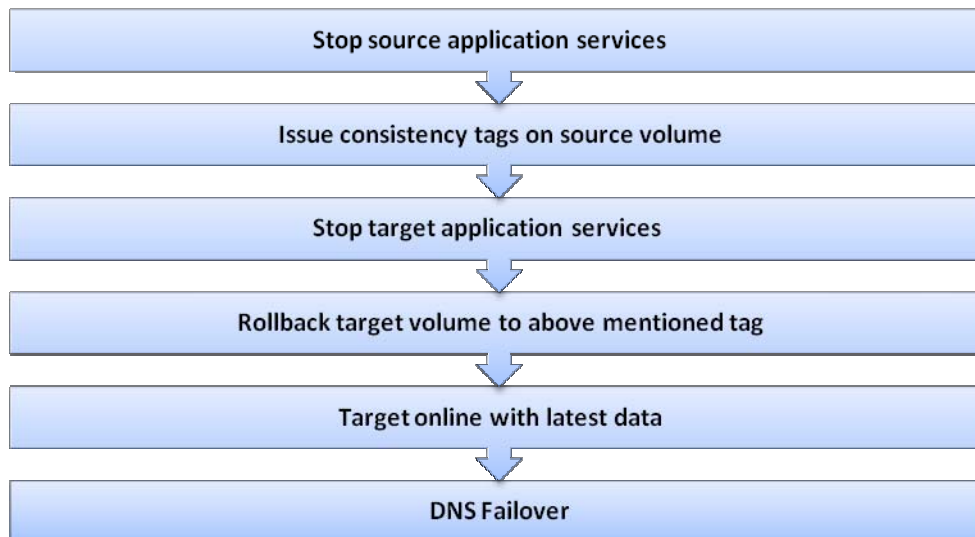 Stop source application services
Issue consistency tags on source volume
Stop target application services
Rollback target volume to above mentioned tag
Target online with latest data
DNS Failover